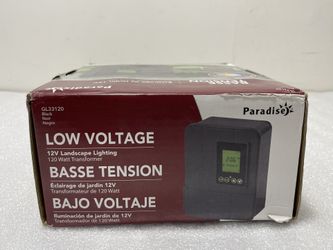 Paradise
GL33120
Black
Noir
Negro
LOW VOLTAGE
12V Landscape Lighting
120 Watt Transformer
BASSE TENSION
Éclairage de jardin 12V
Transformateur de 120 Watt
BAJO VOLTAJE
Iluminación de jardín de 12V
Transformador de 120 Watt
Paradise